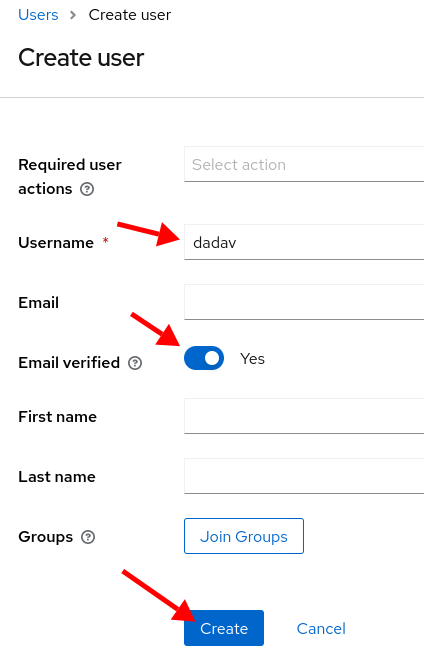 Users > Create user
Create user
Required user
actions
Select action
Username *
dadav
Email
Email verified
Yes
First name
Last name
Groups
Join Groups
Create
Cancel